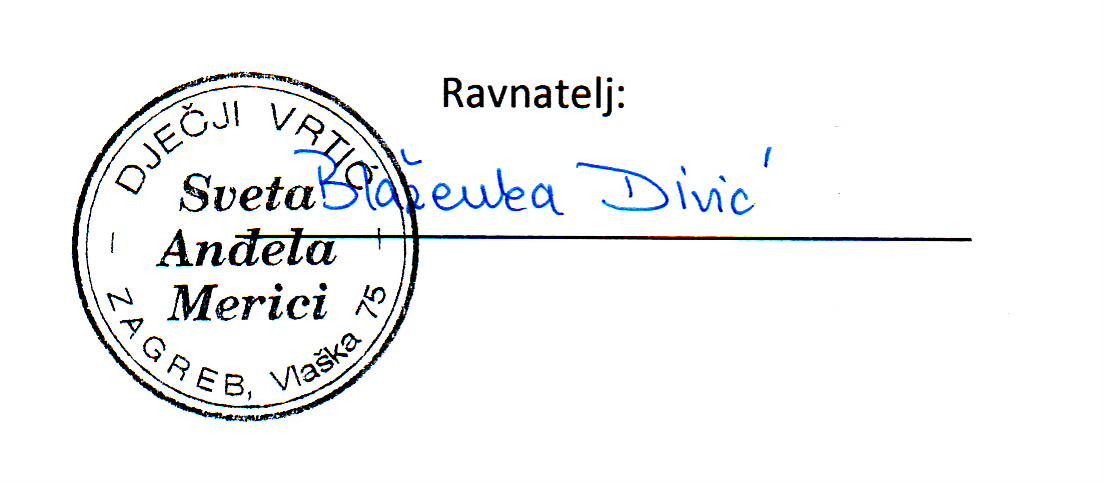 Ravnatelj:
DJEČJI VRTIĆ
Sveta
Anđela
Merici
ZAGREB, Vlaška 75
Blaženka Divić